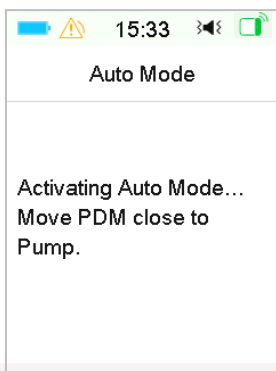 15:33
Auto Mode
Activating Auto Mode...
Move PDM close to
Pump.